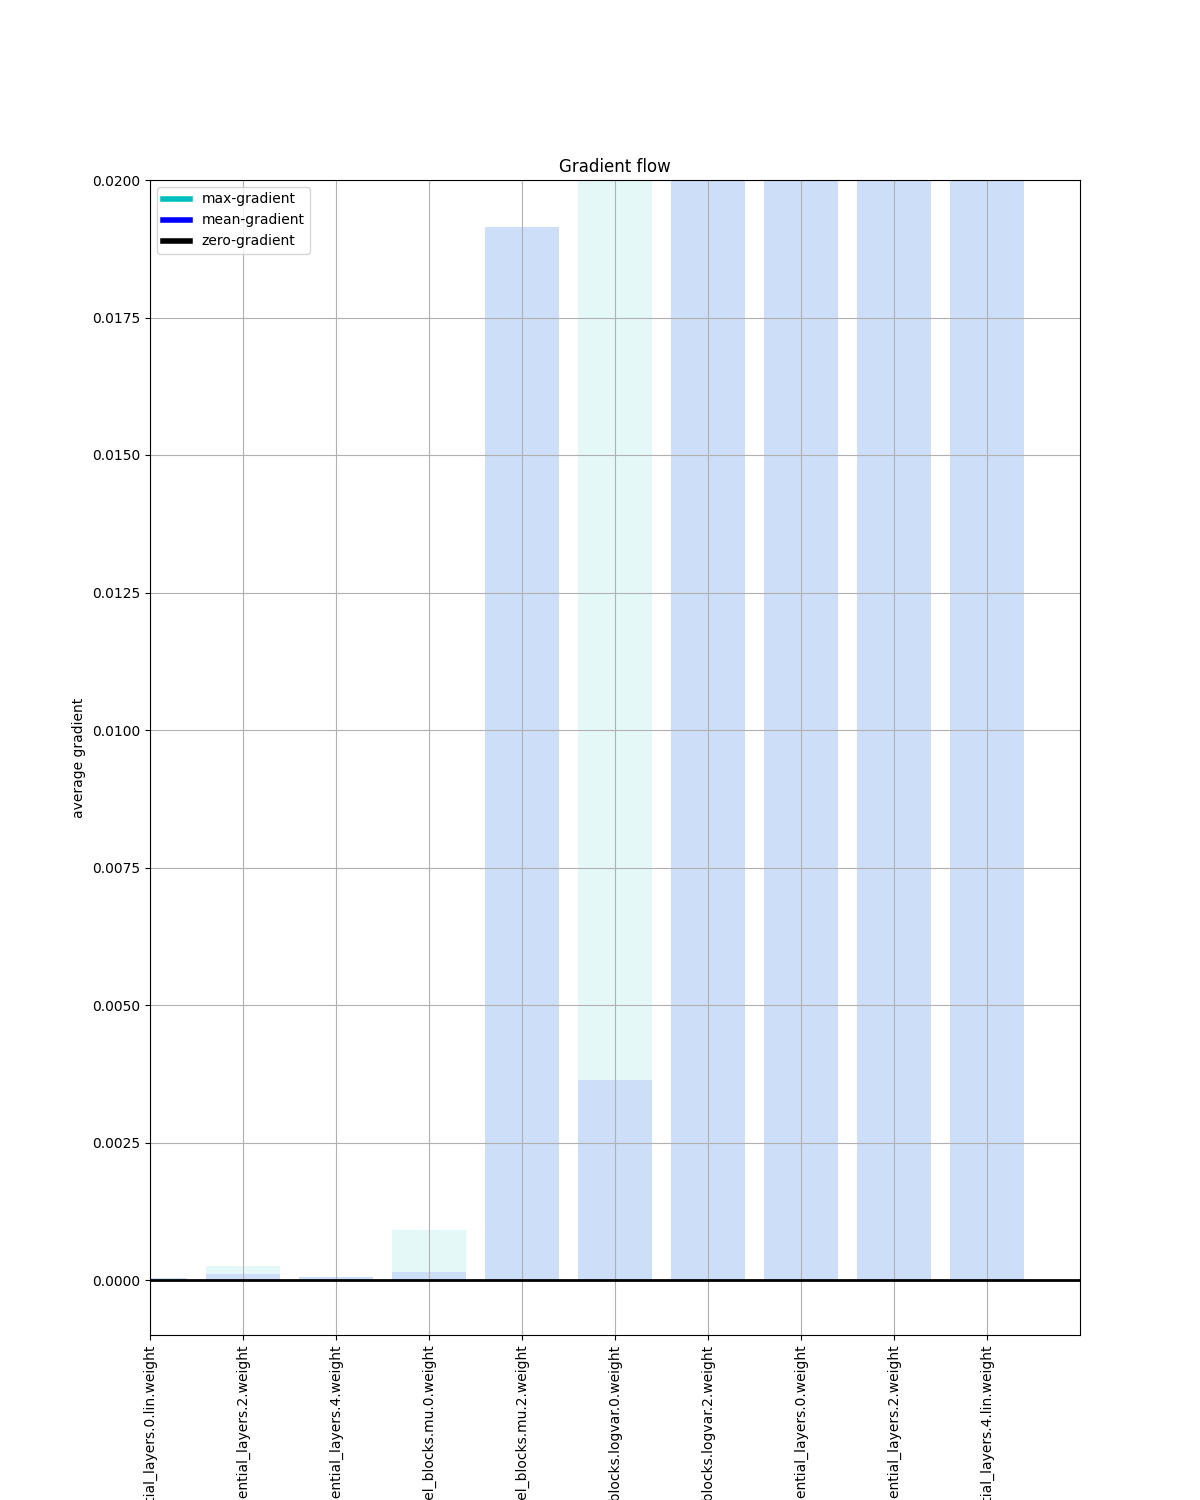 Gradient flow
max-gradient
mean-gradient
zero-gradient
0.0200
0.0175
0.0150
0.0125
0.0100
0.0075
0.0050
0.0025
0.0000
average gradient
tial_layers.0.lin.weight
ential_layers.2.weight
ential_layers.4.weight
el_blocks.mu.0.weight
el_blocks.mu.2.weight
blocks.logvar.0.weight
blocks.logvar.2.weight
ential_layers.0.weight
ential_layers.2.weight
tial_layers.4.lin.weight